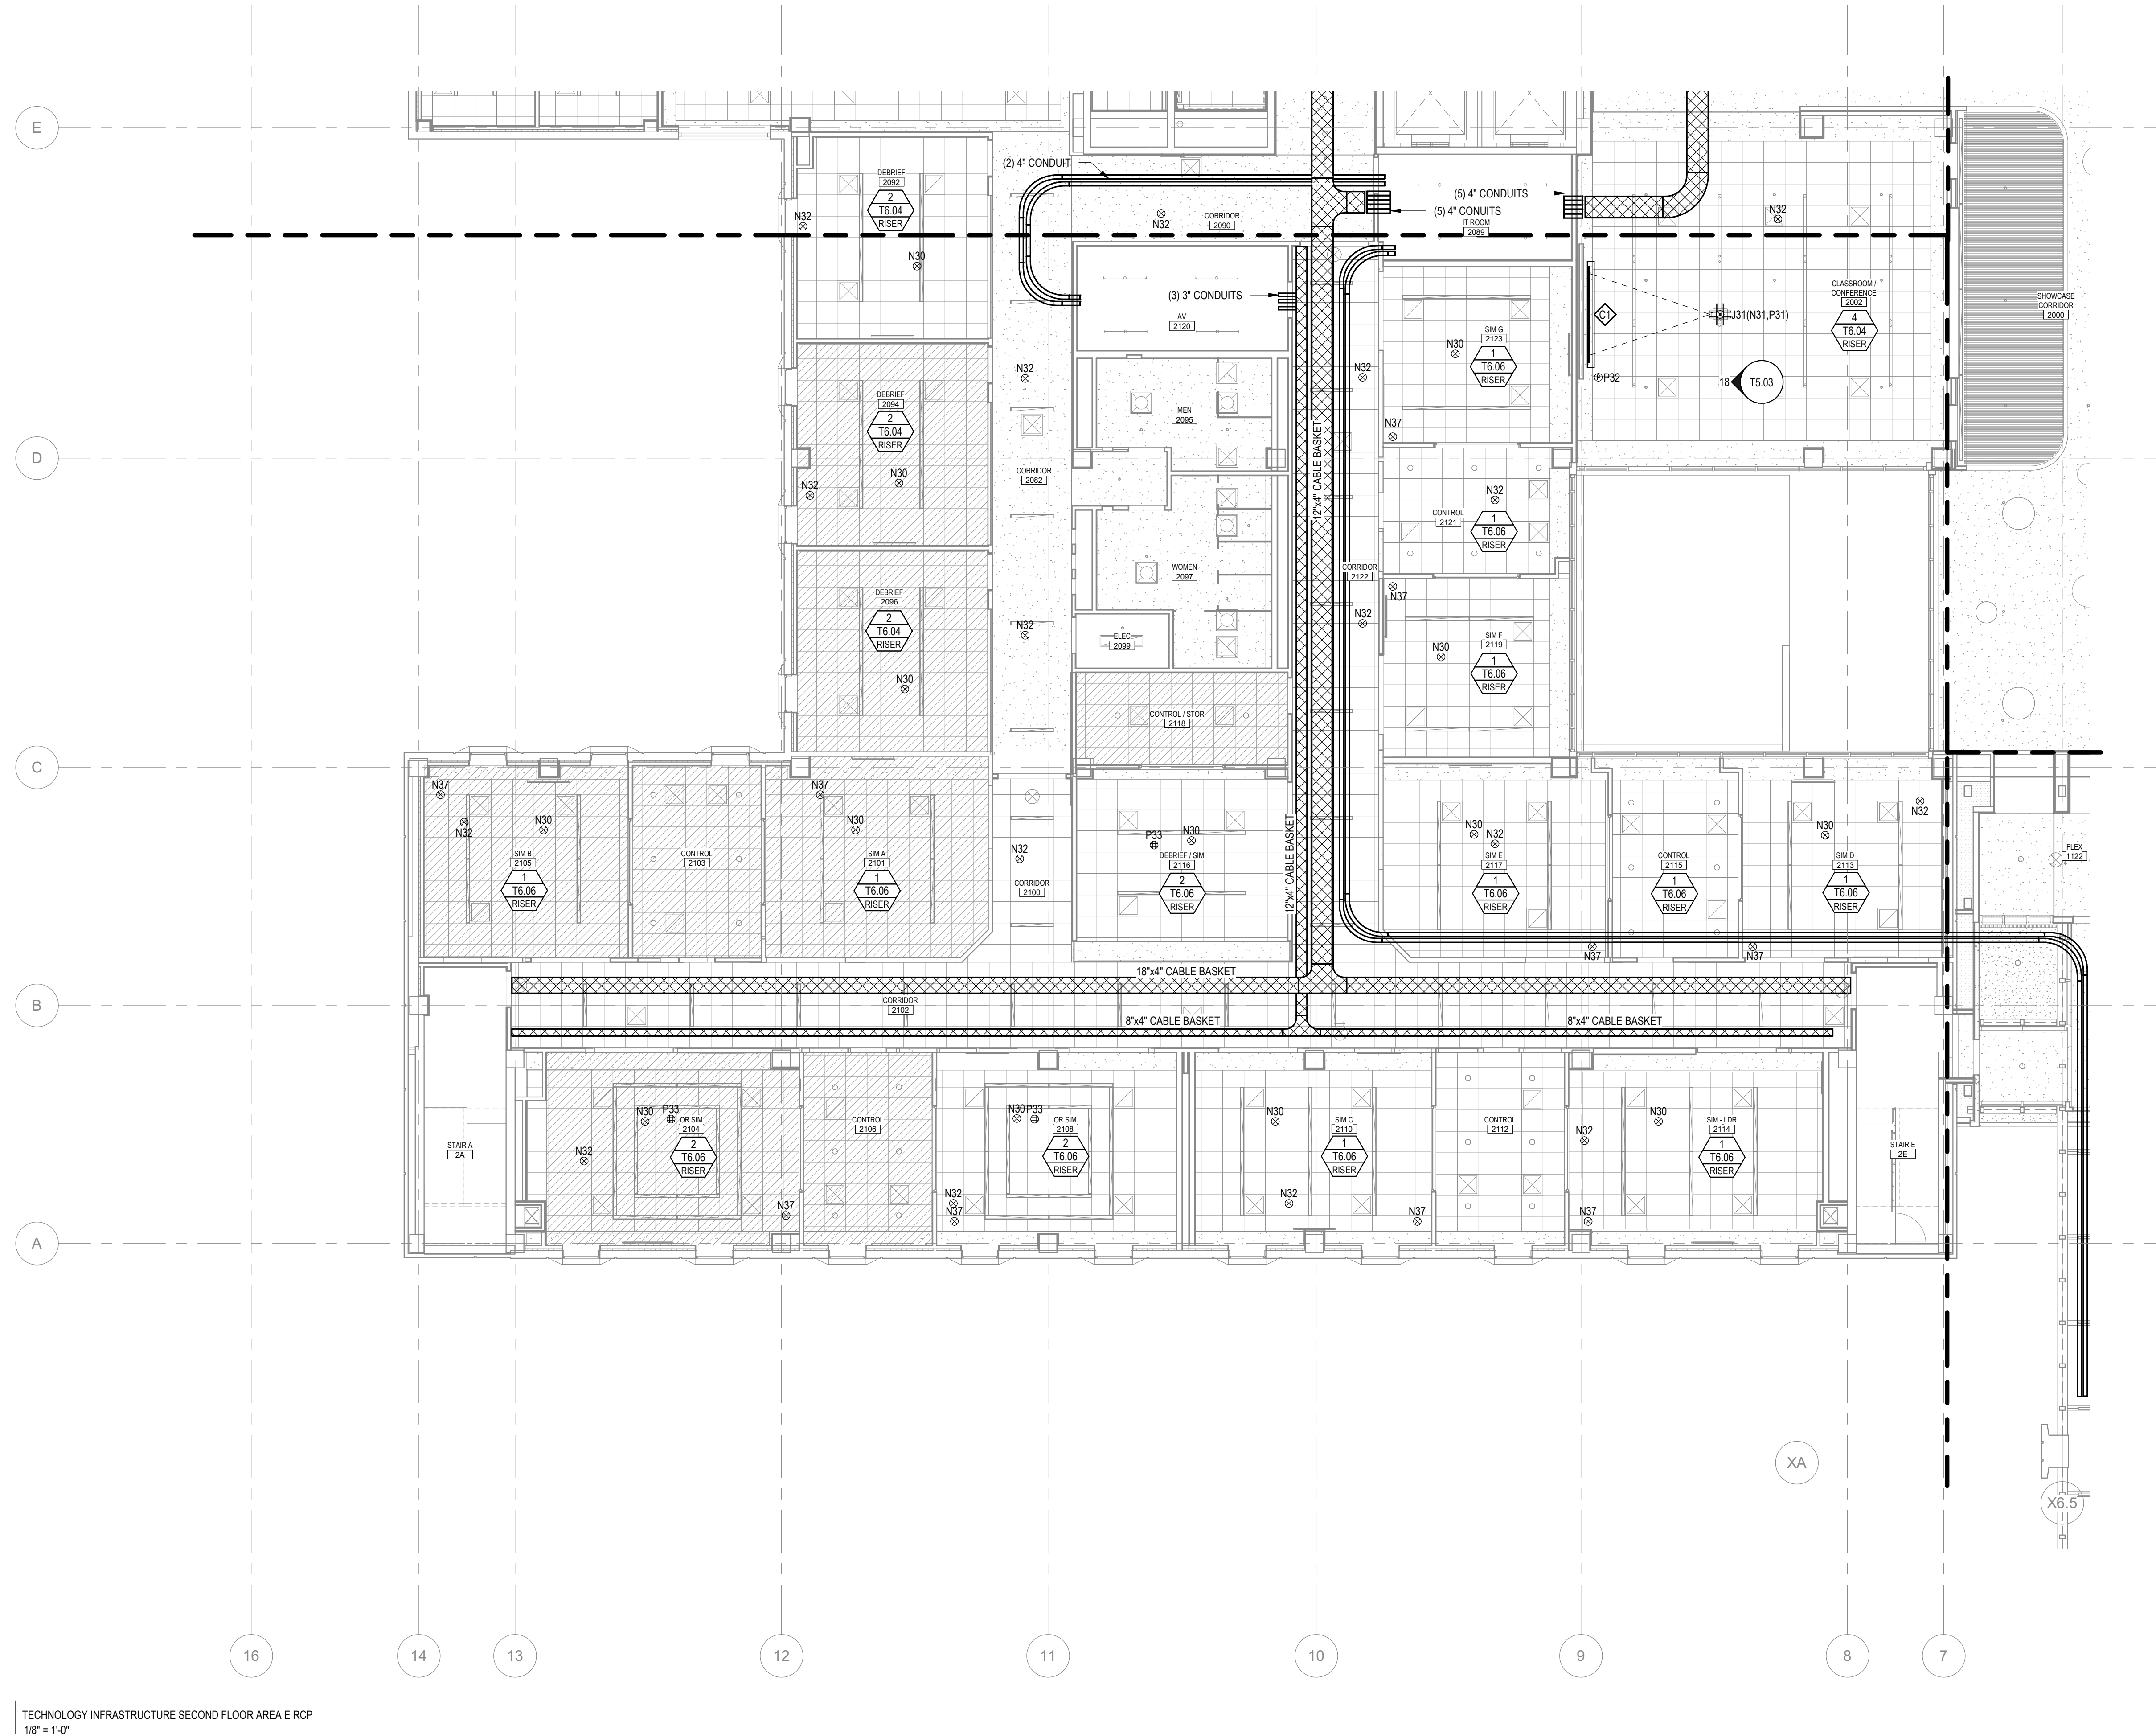 E
D
C
B
A
(2) 4" CONDUIT
(5) 4" CONDUITS
(5) 4" CONUITS
IT ROOM
2089
DEBRIEF
2092
2
T6.04
RISER
N32
N30
N32
CORRIDOR
2090
N32
CLASSROOM /
CONFERENCE
2002
4
T6.04
RISER
C1
J31(N31,P31)
P32
18
T5.03
SHOWCASE
CORRIDOR
2000
(3) 3" CONDUITS
AV
2120
SIM G
2123
N30
1
T6.06
RISER
N32
N32
N37
DEBRIEF
2094
2
T6.04
RISER
N30
N32
MEN
2095
CORRIDOR
2082
12"x4" CABLE BASKET
N32
CONTROL
2121
1
T6.06
RISER
WOMEN
2097
CORRIDOR
2122
N37
N32
DEBRIEF
2096
2
T6.04
RISER
N30
N32
ELEC
2099
SIM F
2119
N30
1
T6.06
RISER
CONTROL / STOR
2118
N37
N32
N30
SIM B
2105
1
T6.06
RISER
CONTROL
2103
N37
N30
SIM A
2101
1
T6.06
RISER
N32
CORRIDOR
2100
P33
N30
DEBRIEF / SIM
2116
2
T6.06
RISER
12"x4" CABLE BASKET
N30
N32
SIM E
2117
1
T6.06
RISER
N37
CONTROL
2115
1
T6.06
RISER
N30
N32
SIM D
2113
1
T6.06
RISER
N37
FLEX
1122
18"x4" CABLE BASKET
CORRIDOR
2102
8"x4" CABLE BASKET
8"x4" CABLE BASKET
STAIR A
2A
N30
P33
OR SIM
2104
2
T6.06
RISER
N32
N37
CONTROL
2106
N30
P33
OR SIM
2108
2
T6.06
RISER
N32
N37
N30
SIM C
2110
1
T6.06
RISER
N32
N37
CONTROL
2112
N30
N32
SIM - LDR
2114
1
T6.06
RISER
N37
STAIR E
2E
XA
X6.5
16
14
13
12
11
10
9
8
7
TECHNOLOGY INFRASTRUCTURE SECOND FLOOR AREA E RCP
1/8" = 1'-0"